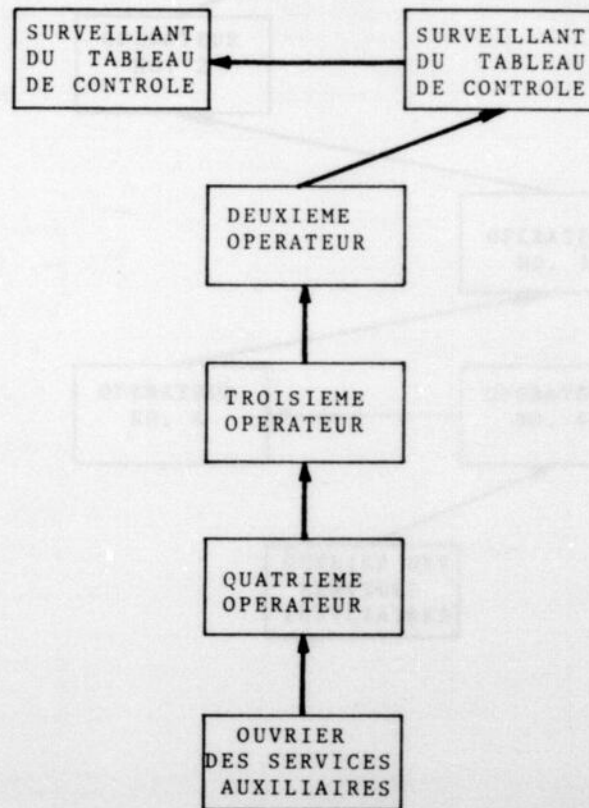 SURVEILLANT
DU TABLEAU
DE CONTROLE
SURVEILLANT
DU TABLEAU
DE CONTROLE
DEUXIEME
OPERATEUR
TROISIEME
OPERATEUR
QUATRIEME
OPERATEUR
OUVRIER
DES SERVICES
AUXILIAIRES